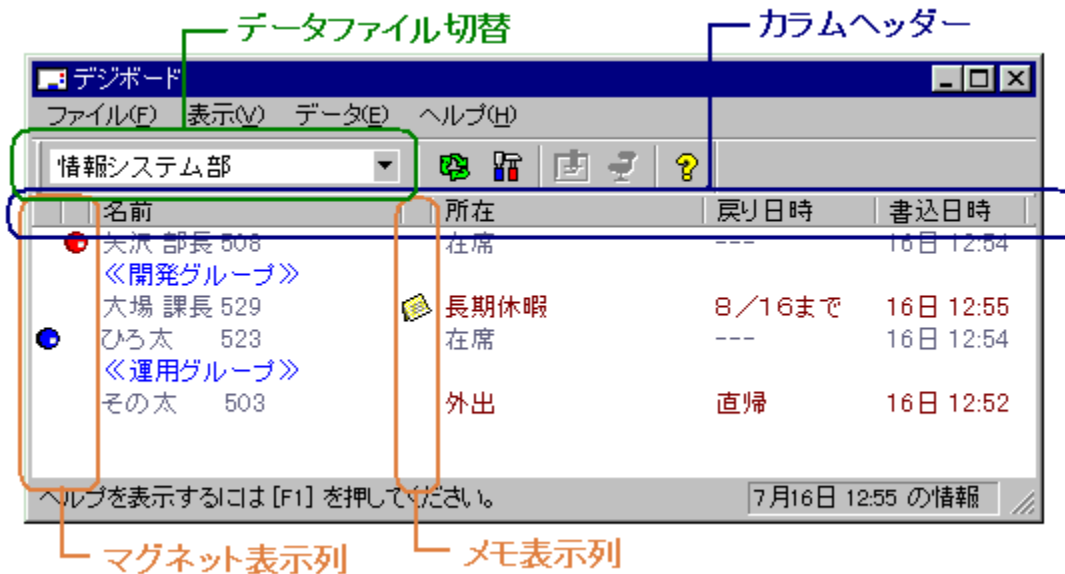 データファイル切替 カラムヘッダー
デジボード
ファイル(F) 表示(V) データ(E) ヘルプ(H)
情報システム部
名前 所在 戻り日時 書込日時
矢沢 部長 508 在席 --- 16日 12:54
≪開発グループ≫
大場 課長 529 長期休暇 8/16まで 16日 12:55
ひろ太 523 在席 --- 16日 12:54
≪運用グループ≫
その太 503 外出 直帰 16日 12:52
ヘルプを表示するには [F1] を押してください。 7月16日 12:55 の情報
マグネット表示列 メモ表示列